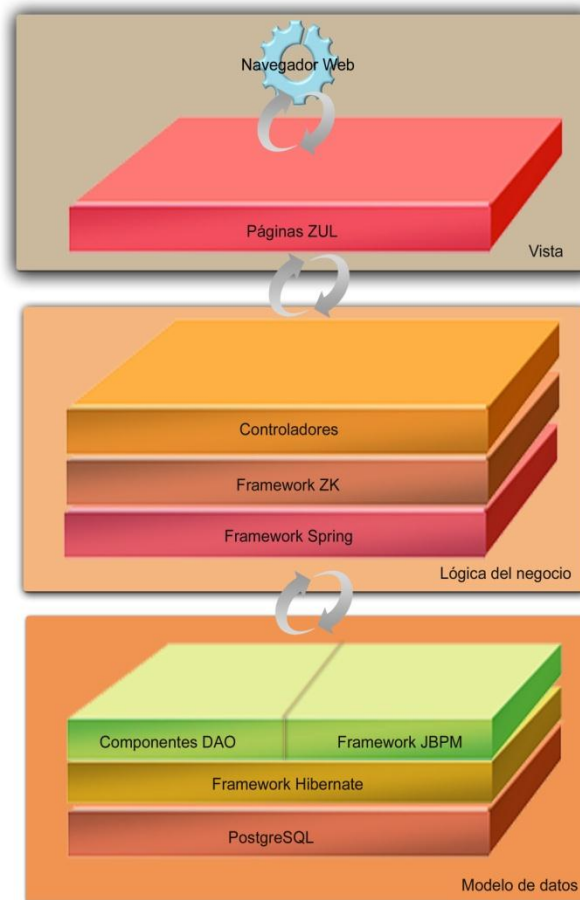 Navegador Web
Páginas ZUL
Vista
Controladores
Framework ZK
Framework Spring
Lógica del negocio
Componentes DAO
Framework JBPM
Framework Hibernate
PostgreSQL
Modelo de datos